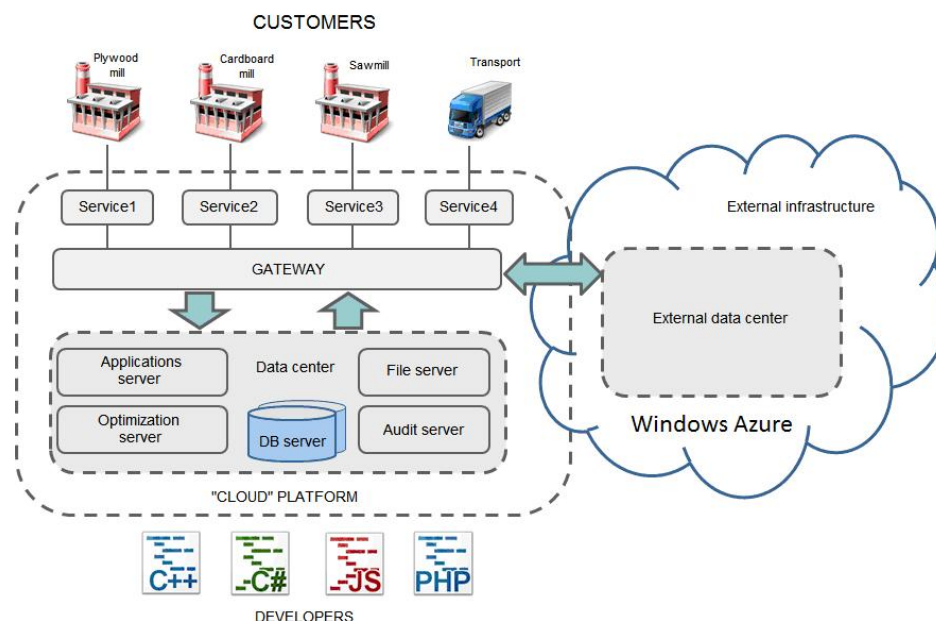 CUSTOMERS
Plywood
mill
Cardboard
mill
Sawmill
Transport
Service1
Service2
Service3
Service4
External infrastructure
GATEWAY
External data center
Applications
server
Data center
File server
Optimization
server
DB server
Audit server
Windows Azure
"CLOUD" PLATFORM
C++
C#
JS
PHP
DEVELOPERS